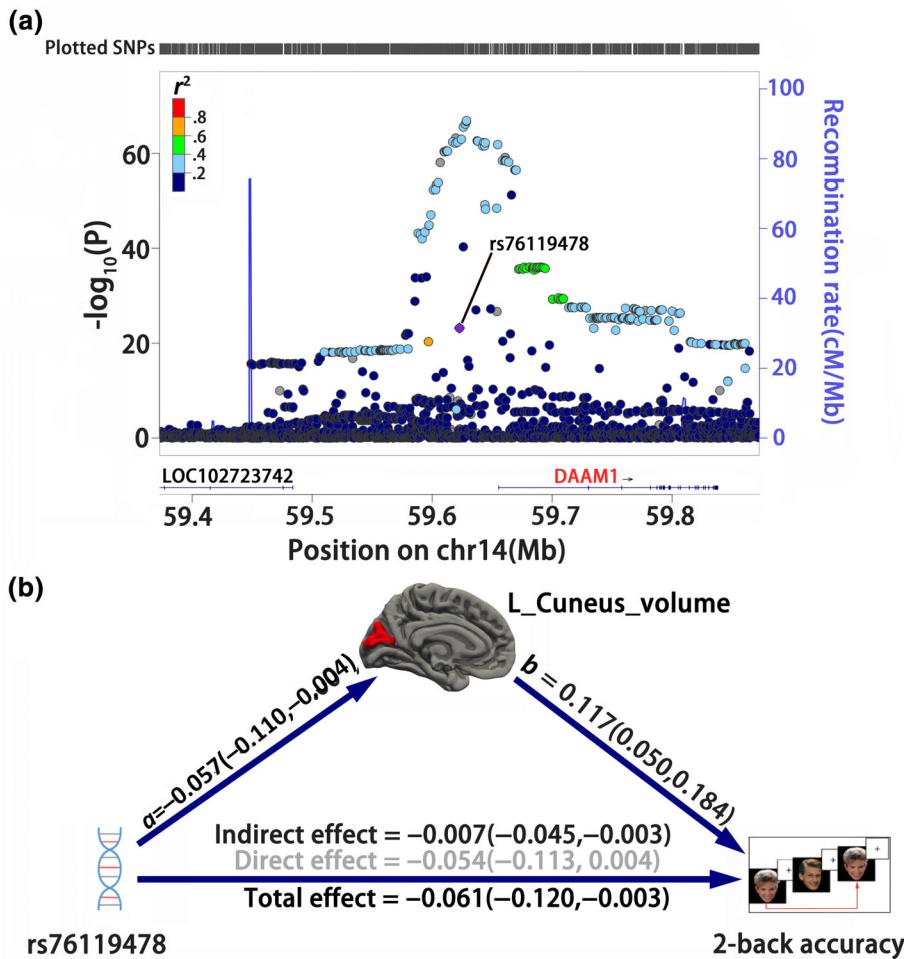 (a)
Plotted SNPs
r²
.8
.6
.4
.2
60
40
20
0
-log₁₀(P)
100
80
60
40
20
0
Recombination rate(cM/Mb)
rs76119478
LOC102723742
DAAM1
59.4 59.5 59.6 59.7 59.8
Position on chr14(Mb)
(b)
L_Cuneus_volume
a=−0.057(−0.110,−0.004)
b = 0.117(0.050,0.184)
Indirect effect = −0.007(−0.045,−0.003)
Direct effect = −0.054(−0.113, 0.004)
Total effect = −0.061(−0.120,−0.003)
rs76119478
2-back accuracy